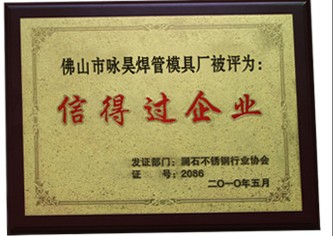 佛山市咏昊焊管模具厂被评为：
信得过企业
发证部门：澜石不锈钢行业协会
证　号：2086
二〇一〇年五月